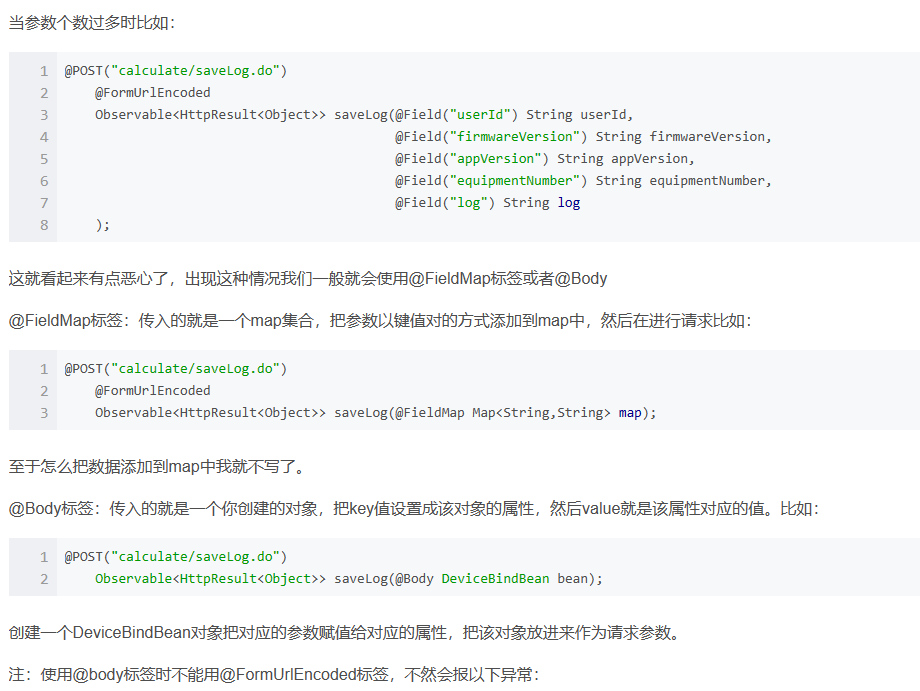 当参数个数过多时比如：
1 @POST("calculate/saveLog.do")
2     @FormUrlEncoded
3     Observable<HttpResult<Object>> saveLog(@Field("userId") String userId,
4                                            @Field("firmwareVersion") String firmwareVersion,
5                                            @Field("appVersion") String appVersion,
6                                            @Field("equipmentNumber") String equipmentNumber,
7                                            @Field("log") String log
8     );
这就看起来有点恶心了，出现这种情况我们一般就会使用@FieldMap标签或者@Body
@FieldMap标签：传入的就是一个map集合，把参数以键值对的方式添加到map中，然后在进行请求比如：
1 @POST("calculate/saveLog.do")
2     @FormUrlEncoded
3     Observable<HttpResult<Object>> saveLog(@FieldMap Map<String,String> map);
至于怎么把数据添加到map中我就不写了。
@Body标签：传入的就是一个你创建的对象，把key值设置成该对象的属性，然后value就是该属性对应的值。比如：
1 @POST("calculate/saveLog.do")
2     Observable<HttpResult<Object>> saveLog(@Body DeviceBindBean bean);
创建一个DeviceBindBean对象把对应的参数赋值给对应的属性，把该对象放进来作为请求参数。
注：使用@body标签时不能用@FormUrlEncoded标签，不然会报以下异常：